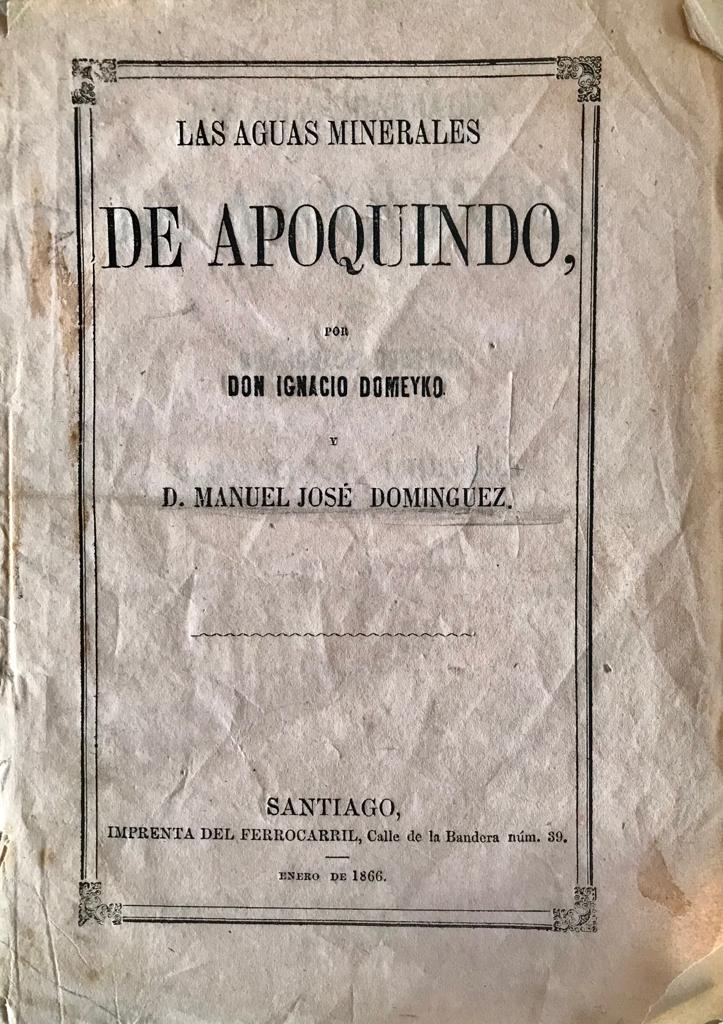 LAS AGUAS MINERALES
DE APOQUINDO,
POR
DON IGNACIO DOMEYKO
Y
D. MANUEL JOSÉ DOMINGUEZ.
SANTIAGO,
IMPRENTA DEL FERROCARRIL, Calle de la Bandera núm. 39.
ENERO DE 1866.